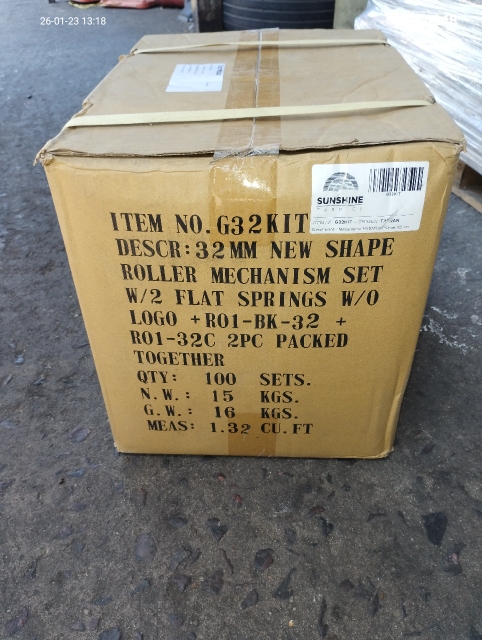 26-01-23 13:18
SUNSHINE
G32KIT
TAIWAN
ITEM NO.G32KIT
DESCR:32MM NEW SHAPE
ROLLER MECHANISM SET
W/2 FLAT SPRINGS W/O
LOGO +R01-BK-32 +
R01-32C 2PC PACKED
TOGETHER
QTY: 100 SETS.
N.W.: 15 KGS.
G.W.: 16 KGS.
MEAS: 1.32 CU.FT